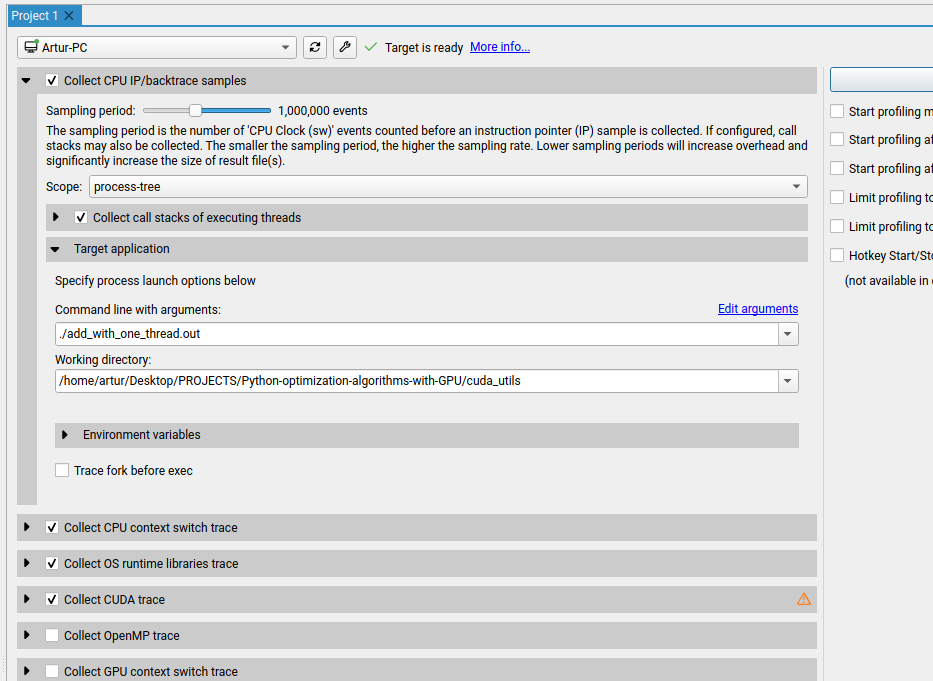 Project 1
Artur-PC
Target is ready More info...
Collect CPU IP/backtrace samples
Sampling period: 1,000,000 events
The sampling period is the number of 'CPU Clock (sw)' events counted before an instruction pointer (IP) sample is collected. If configured, call
stacks may also be collected. The smaller the sampling period, the higher the sampling rate. Lower sampling periods will increase overhead and
significantly increase the size of result file(s).
Scope: process-tree
Collect call stacks of executing threads
Target application
Specify process launch options below
Command line with arguments: Edit arguments
./add_with_one_thread.out
Working directory:
/home/artur/Desktop/PROJECTS/Python-optimization-algorithms-with-GPU/cuda_utils
Environment variables
Trace fork before exec
Collect CPU context switch trace
Collect OS runtime libraries trace
Collect CUDA trace
Collect OpenMP trace
Collect GPU context switch trace
Start profiling
Start profiling
Start profiling
Limit profiling
Limit profiling
Hotkey Start/
(not available in